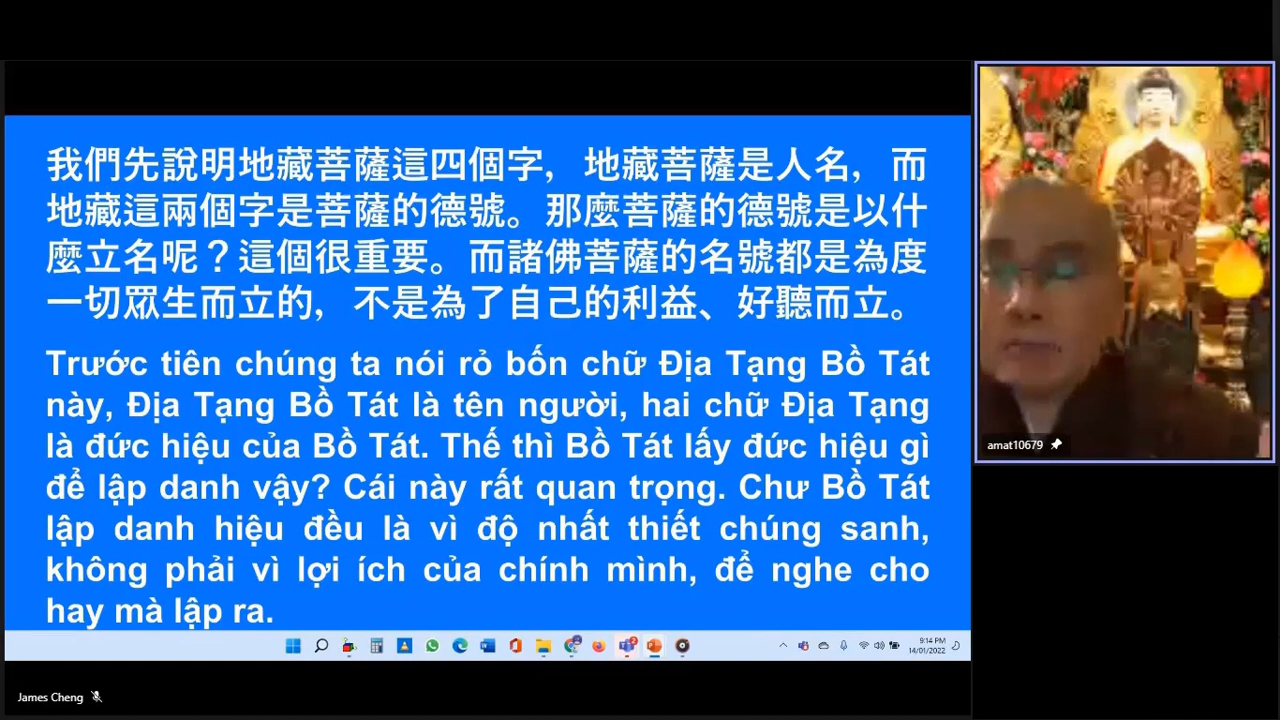 我們先說明地藏菩薩這四個字，地藏菩薩是人名，而
地藏這兩個字是菩薩的德號。那麼菩薩的德號是以什
麼立名呢？這個很重要。而諸佛菩薩的名號都是為度
一切眾生而立的，不是為了自己的利益、好聽而立。
Trước tiên chúng ta nói rỏ bốn chữ Địa Tạng Bồ Tát
này, Địa Tạng Bồ Tát là tên người, hai chữ Địa Tạng
là đức hiệu của Bồ Tát. Thế thì Bồ Tát lấy đức hiệu gì
để lập danh vậy? Cái này rất quan trọng. Chư Bồ Tát
lập danh hiệu đều là vì độ nhất thiết chúng sanh,
không phải vì lợi ích của chính mình, để nghe cho
hay mà lập ra.
amat10679
9:14 PM
14/01/2022
James Cheng